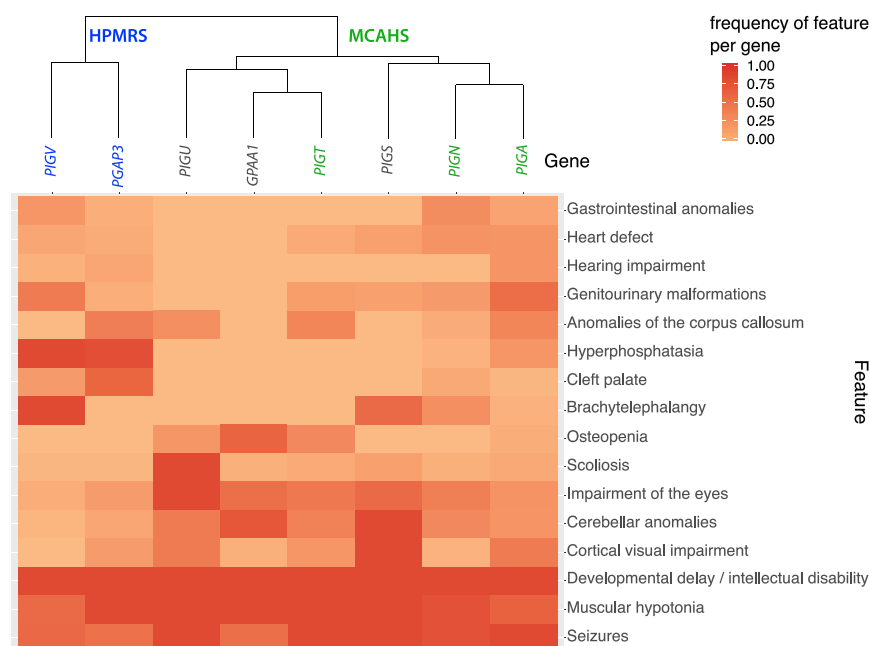 HPMRS
MCAHS
frequency of feature
per gene
1.00
0.75
0.50
0.25
0.00
PIGV
PGAP3
PIGU
GPAA1
PIGT
PIGS
PIGN
PIGA
Gene
Gastrointestinal anomalies
Heart defect
Hearing impairment
Genitourinary malformations
Anomalies of the corpus callosum
Hyperphosphatasia
Cleft palate
Brachytelephalangy
Osteopenia
Scoliosis
Impairment of the eyes
Cerebellar anomalies
Cortical visual impairment
Developmental delay / intellectual disability
Muscular hypotonia
Seizures
Feature